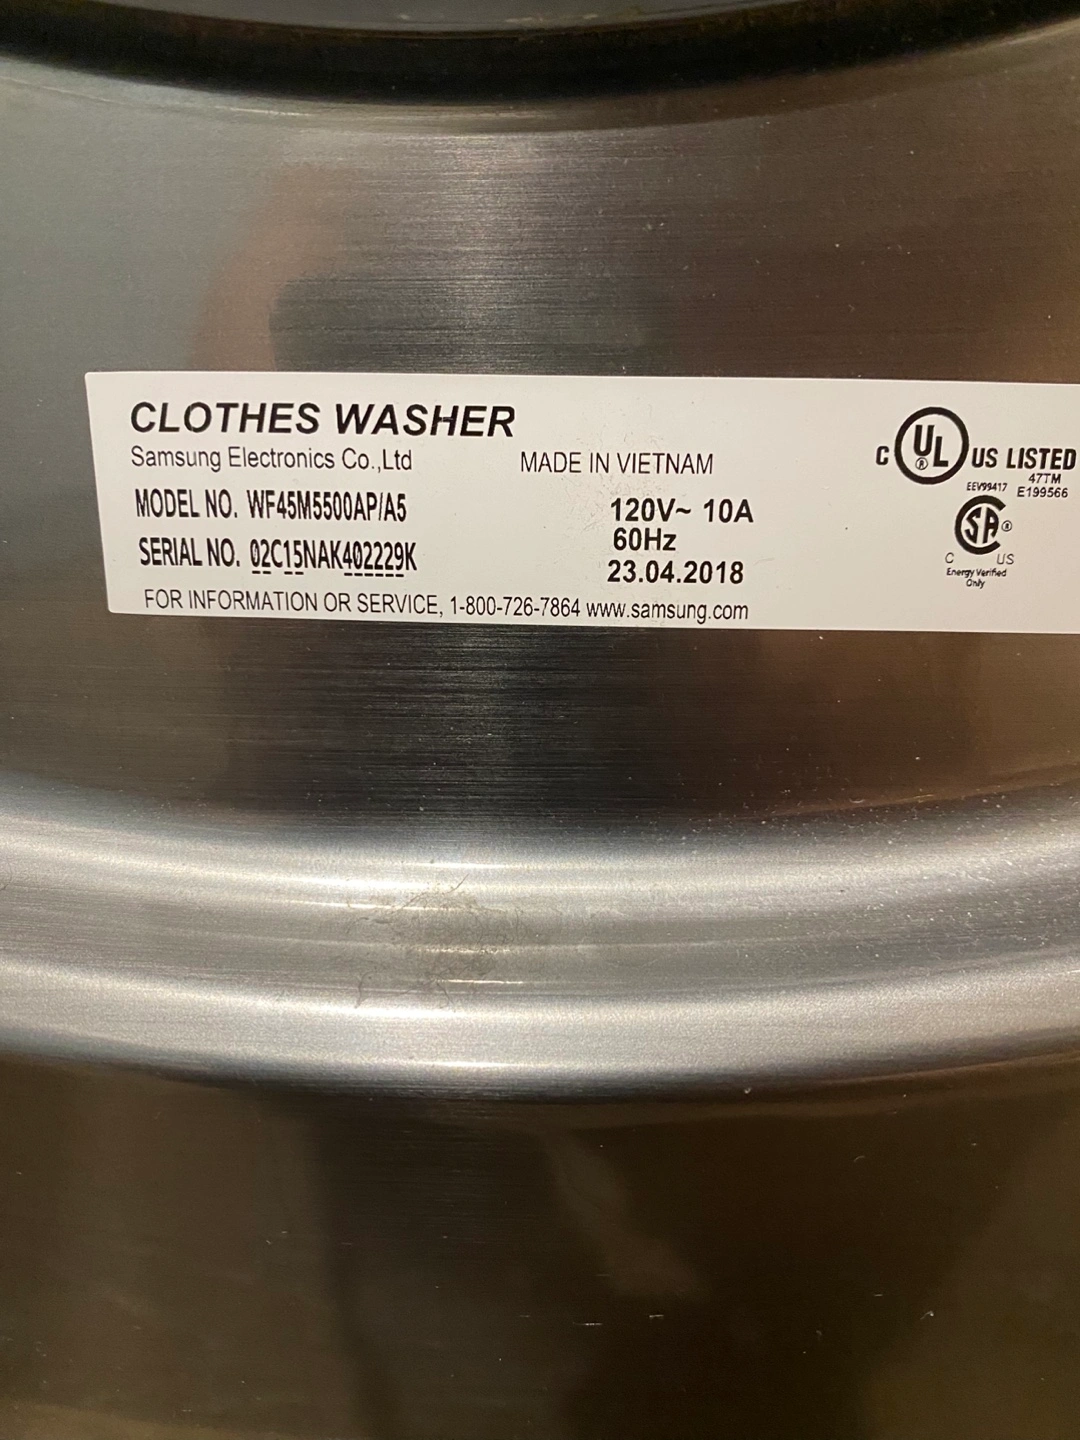 CLOTHES WASHER
Samsung Electronics Co.,Ltd
MADE IN VIETNAM
MODEL NO. WF45M5500AP/A5
120V~ 10A
SERIAL NO. 02C15NAK402229K
60Hz
23.04.2018
FOR INFORMATION OR SERVICE, 1-800-726-7864 www.samsung.com
C UL ® US LISTED
47TM
EEV99417 E199566
SA ®
C US
Energy Verified
Only